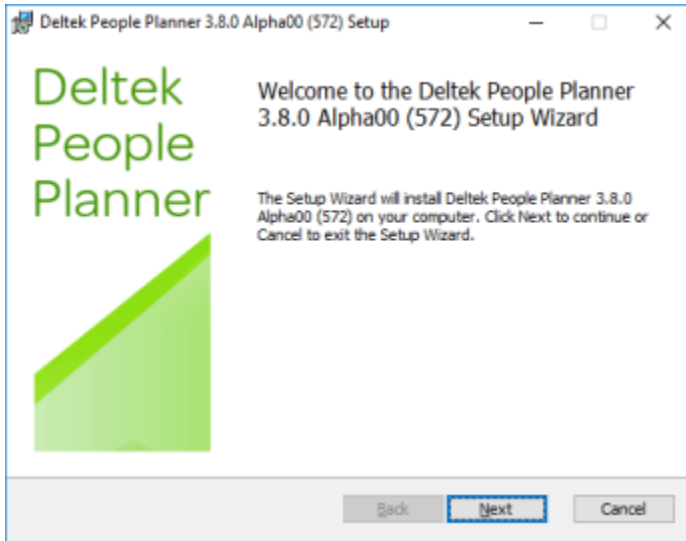 Deltek People Planner 3.8.0 Alpha00 (572) Setup
Deltek
People
Planner
Welcome to the Deltek People Planner
3.8.0 Alpha00 (572) Setup Wizard
The Setup Wizard will install Deltek People Planner 3.8.0
Alpha00 (572) on your computer. Click Next to continue or
Cancel to exit the Setup Wizard.
Back
Next
Cancel